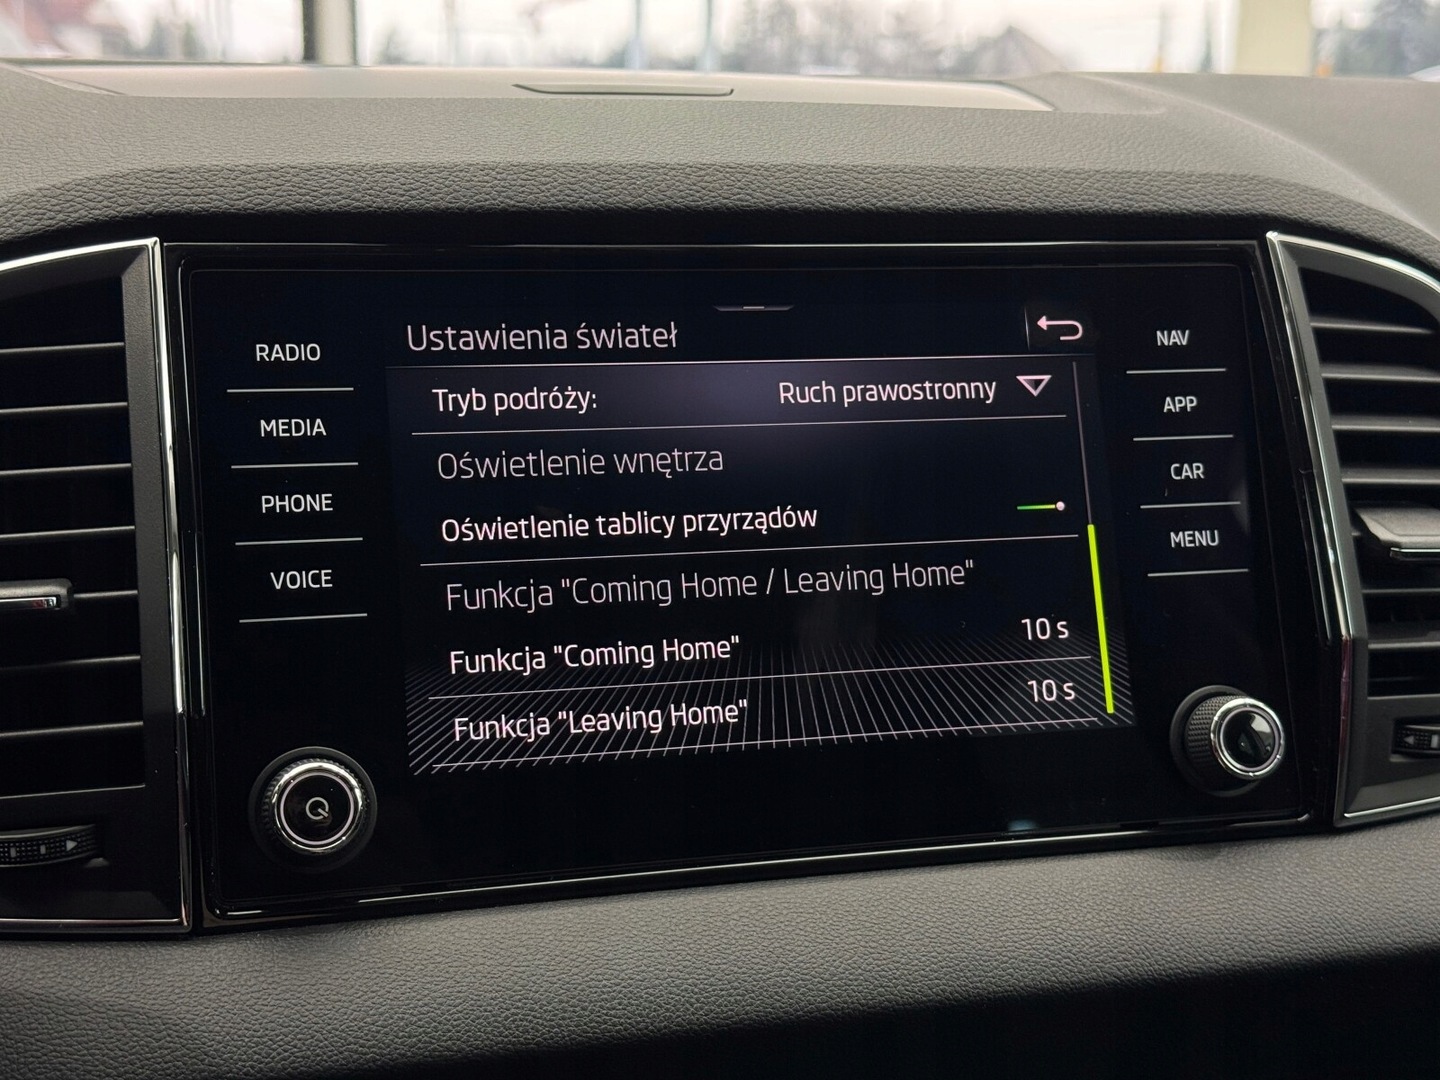 RADIO
MEDIA
PHONE
VOICE
Ustawienia świateł
Tryb podróży: Ruch prawostronny
Oświetlenie wnętrza
Oświetlenie tablicy przyrządów
Funkcja "Coming Home / Leaving Home"
Funkcja "Coming Home" 10 s
Funkcja "Leaving Home" 10 s
NAV
APP
CAR
MENU